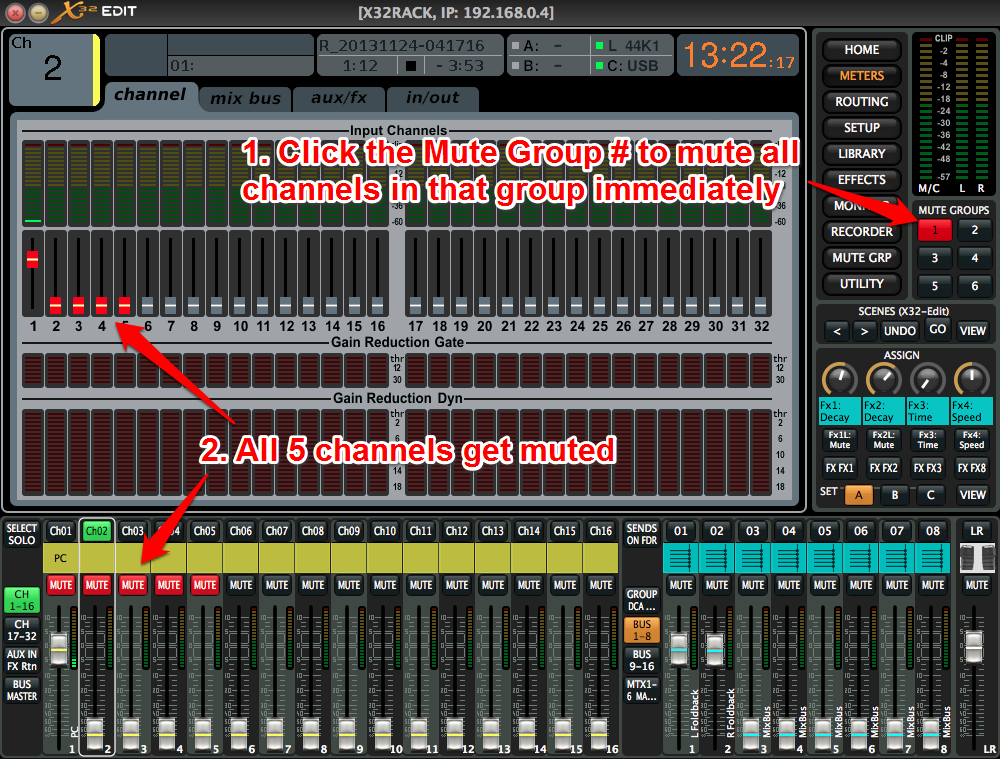 X32 EDIT
[X32RACK, IP: 192.168.0.4]
Ch
2
01:
R_20131124-041716
1:12 - 3:53
A: - L 44K1
B: - C: USB
13:22:17
channel mix bus aux/fx in/out
Input Channels
-12
-36
-60
1 2 3 4 5 6 7 8 9 10 11 12 13 14 15 16
17 18 19 20 21 22 23 24 25 26 27 28 29 30 31 32
Gain Reduction Gate
thr
12
30
thr
12
30
Gain Reduction Dyn
thr
2
6
10
14
18
thr
2
6
10
14
18
1. Click the Mute Group # to mute all
channels in that group immediately
2. All 5 channels get muted
HOME
METERS
ROUTING
SETUP
LIBRARY
EFFECTS
RECORDER
MUTE GRP
UTILITY
CLIP
-2
-4
-6
-8
-12
-18
-24
-30
-36
-42
-48
-57
M/C L R
MUTE GROUPS
1 2
3 4
5 6
SCENES (X32-Edit)
< > UNDO GO VIEW
ASSIGN
Fx1: Fx2: Fx3: Fx4:
Decay Decay Time Speed
Fx1L: Fx2L: Fx3: Fx4:
Mute Mute Time Speed
FX FX1 FX FX2 FX FX3 FX FX8
SET A B C VIEW
SELECT
SOLO
Ch01 Ch02 Ch03 Ch05 Ch06 Ch07 Ch08 Ch09 Ch10 Ch11 Ch12 Ch13 Ch14 Ch15 Ch16
PC
MUTE MUTE MUTE MUTE MUTE MUTE MUTE MUTE MUTE MUTE MUTE MUTE MUTE MUTE MUTE MUTE
CH
1-16
CH
17-32
AUX IN
FX Rtn
BUS
MASTER
PC
1 2 3 4 5 6 7 8 9 10 11 12 13 14 15 16
SENDS
ON FDR
GROUP
DCA ...
BUS
1-8
BUS
9-16
MTX1-
6 MA...
01 02 03 04 05 06 07 08
MUTE MUTE MUTE MUTE MUTE MUTE MUTE MUTE
L Foldback
R Foldback
MixBus
MixBus
MixBus
MixBus
MixBus
MixBus
1 2 3 4 5 6 7 8
LR
MUTE
LR